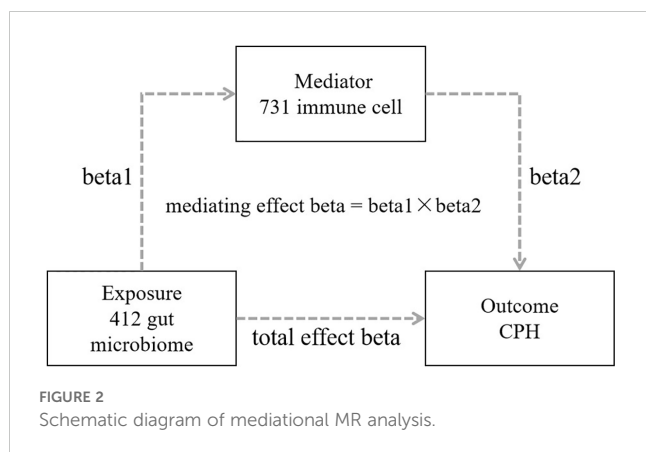 Mediator
731 immune cell
beta1
beta2
mediating effect beta = beta1×beta2
Exposure
412 gut
microbiome
total effect beta
Outcome
CPH
FIGURE 2
Schematic diagram of mediational MR analysis.